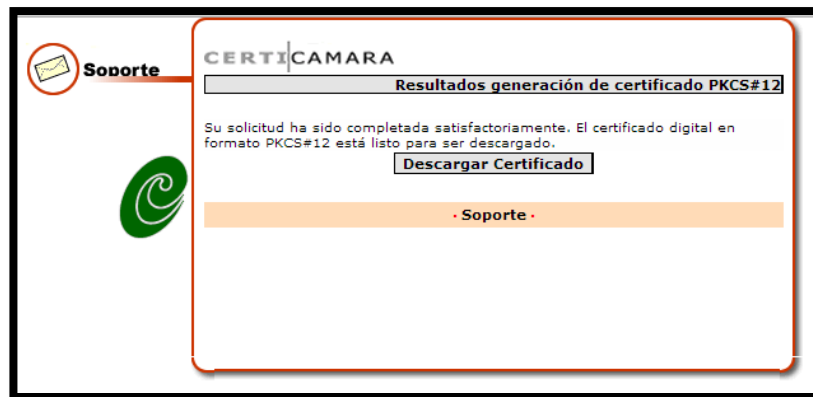 Soporte
CERTICAMARA
Resultados generación de certificado PKCS#12
Su solicitud ha sido completada satisfactoriamente. El certificado digital en
formato PKCS#12 está listo para ser descargado.
Descargar Certificado
· Soporte ·